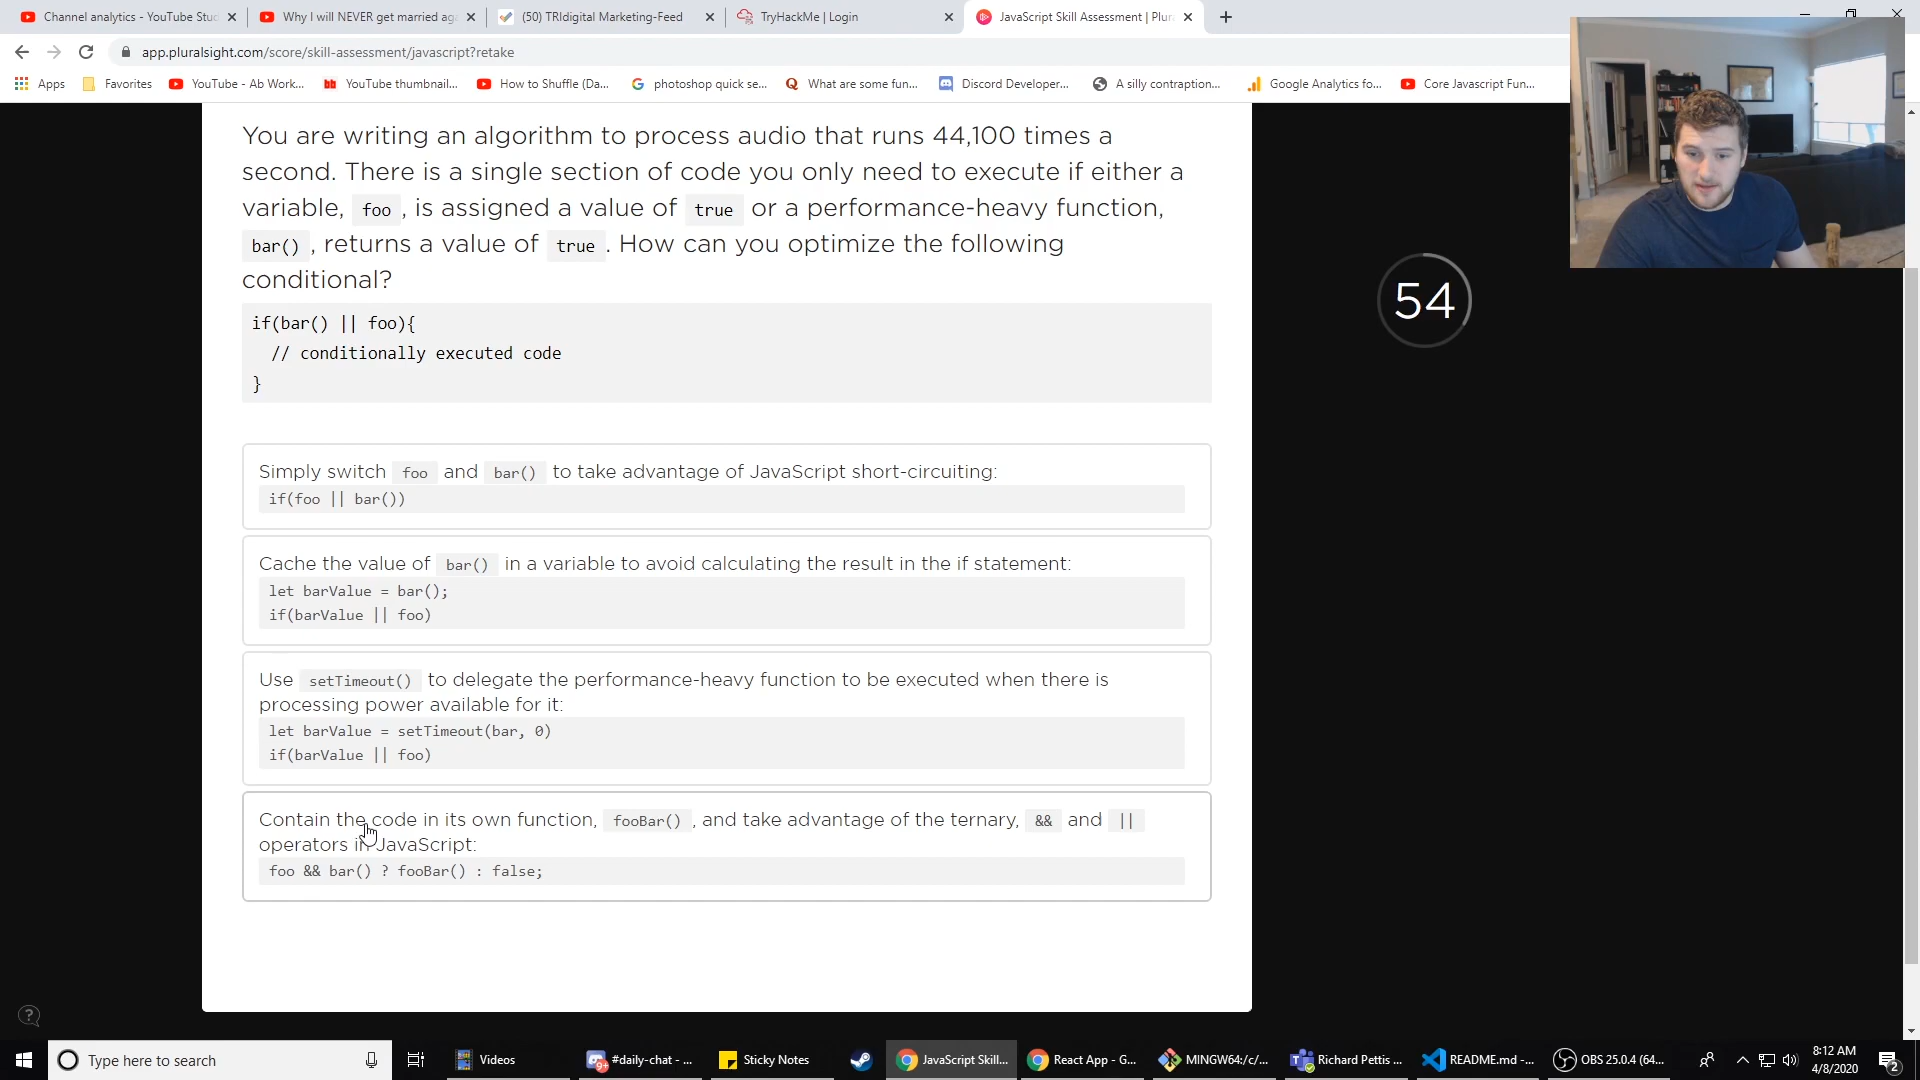 Channel analytics - YouTube Stud
Why I will NEVER get married aga
(50) TRIdigital Marketing-Feed
TryHackMe | Login
JavaScript Skill Assessment | Plur
app.pluralsight.com/score/skill-assessment/javascript?retake
Apps
Favorites
YouTube - Ab Work...
YouTube thumbnail...
How to Shuffle (Da...
photoshop quick se...
What are some fun...
Discord Developer...
A silly contraption...
Google Analytics fo...
Core Javascript Fun...
You are writing an algorithm to process audio that runs 44,100 times a
second. There is a single section of code you only need to execute if either a
variable, foo , is assigned a value of true or a performance-heavy function,
bar() , returns a value of true . How can you optimize the following
conditional?
if(bar() || foo){
// conditionally executed code
}
54
Simply switch foo and bar() to take advantage of JavaScript short-circuiting:
if(foo || bar())
Cache the value of bar() in a variable to avoid calculating the result in the if statement:
let barValue = bar();
if(barValue || foo)
Use setTimeout() to delegate the performance-heavy function to be executed when there is
processing power available for it:
let barValue = setTimeout(bar, 0)
if(barValue || foo)
Contain the code in its own function, fooBar() , and take advantage of the ternary, && and ||
operators in JavaScript:
foo && bar() ? fooBar() : false;
?
Type here to search
Videos
#daily-chat - ...
Sticky Notes
JavaScript Skill...
React App - G...
MINGW64:/c/...
Richard Pettis ...
README.md -...
OBS 25.0.4 (64...
8:12 AM
4/8/2020
2